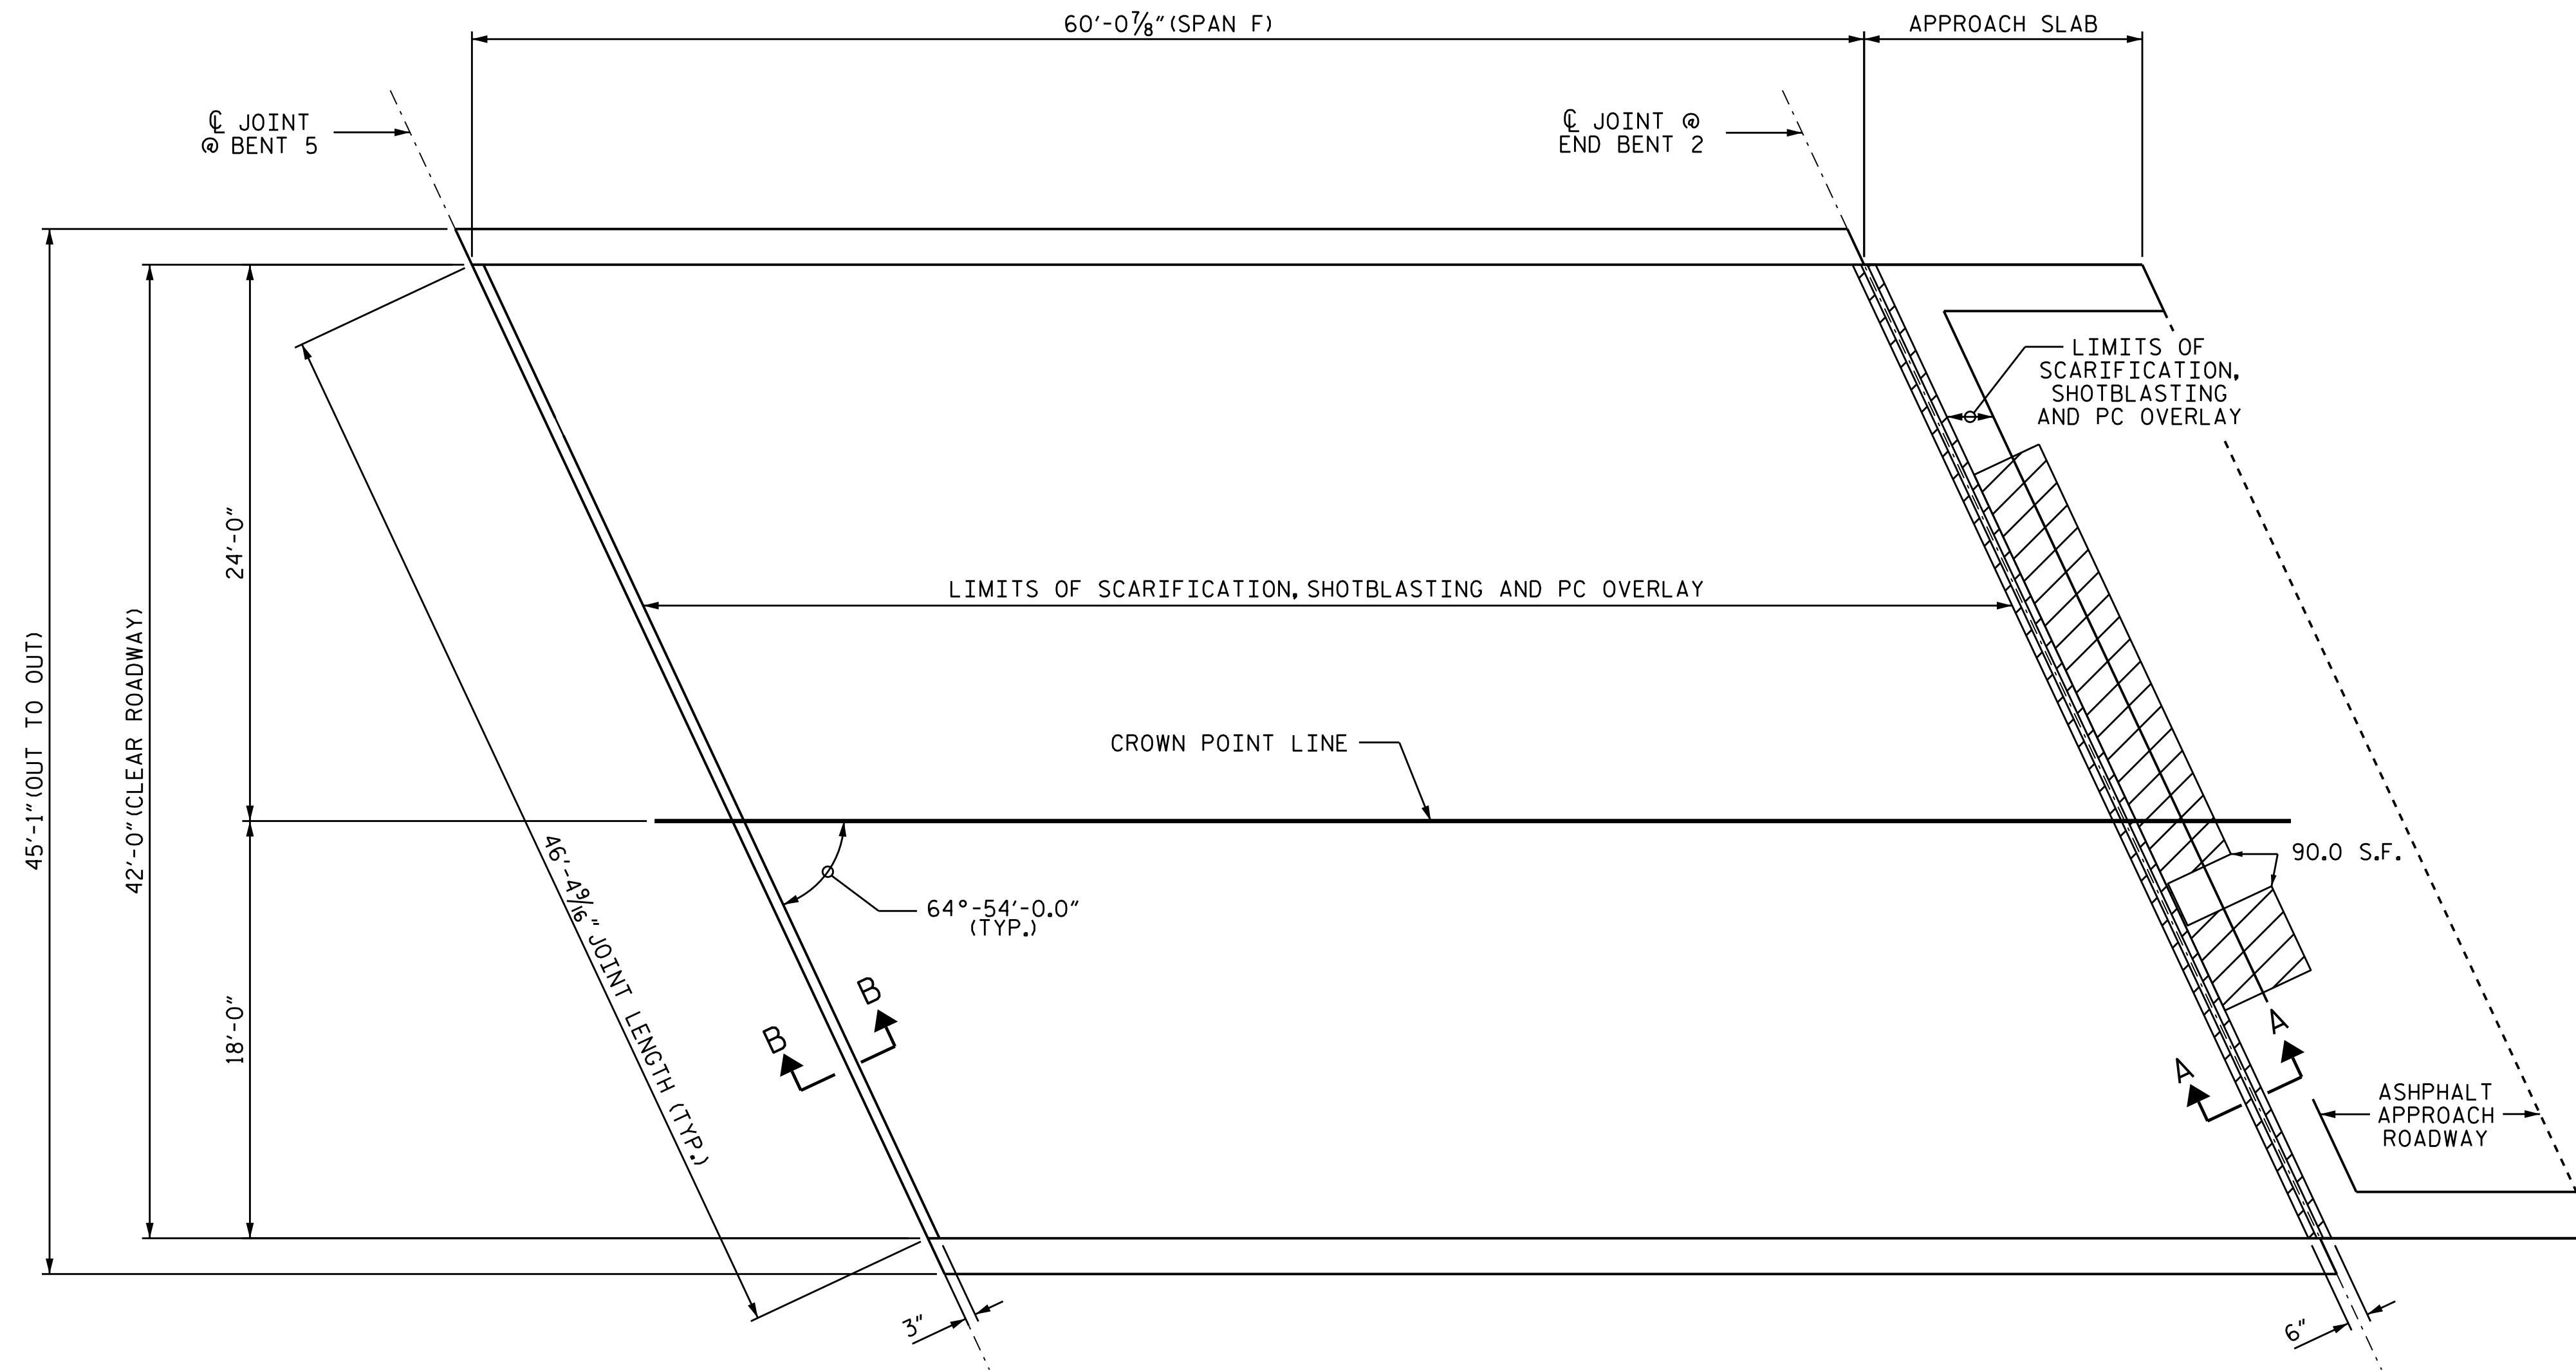 60'-0⅞" (SPAN F)
APPROACH SLAB
℄ JOINT
@ BENT 5
℄ JOINT @
END BENT 2
LIMITS OF
SCARIFICATION,
SHOTBLASTING
AND PC OVERLAY
24'-0"
LIMITS OF SCARIFICATION, SHOTBLASTING AND PC OVERLAY
45'-1" (OUT TO OUT)
42'-0" (CLEAR ROADWAY)
CROWN POINT LINE
90.0 S.F.
46'-4 9/16" JOINT LENGTH (TYP.)
64°-54'-0.0"
(TYP.)
18'-0"
B
B
A
A
ASHPHALT
APPROACH
ROADWAY
3"
6"